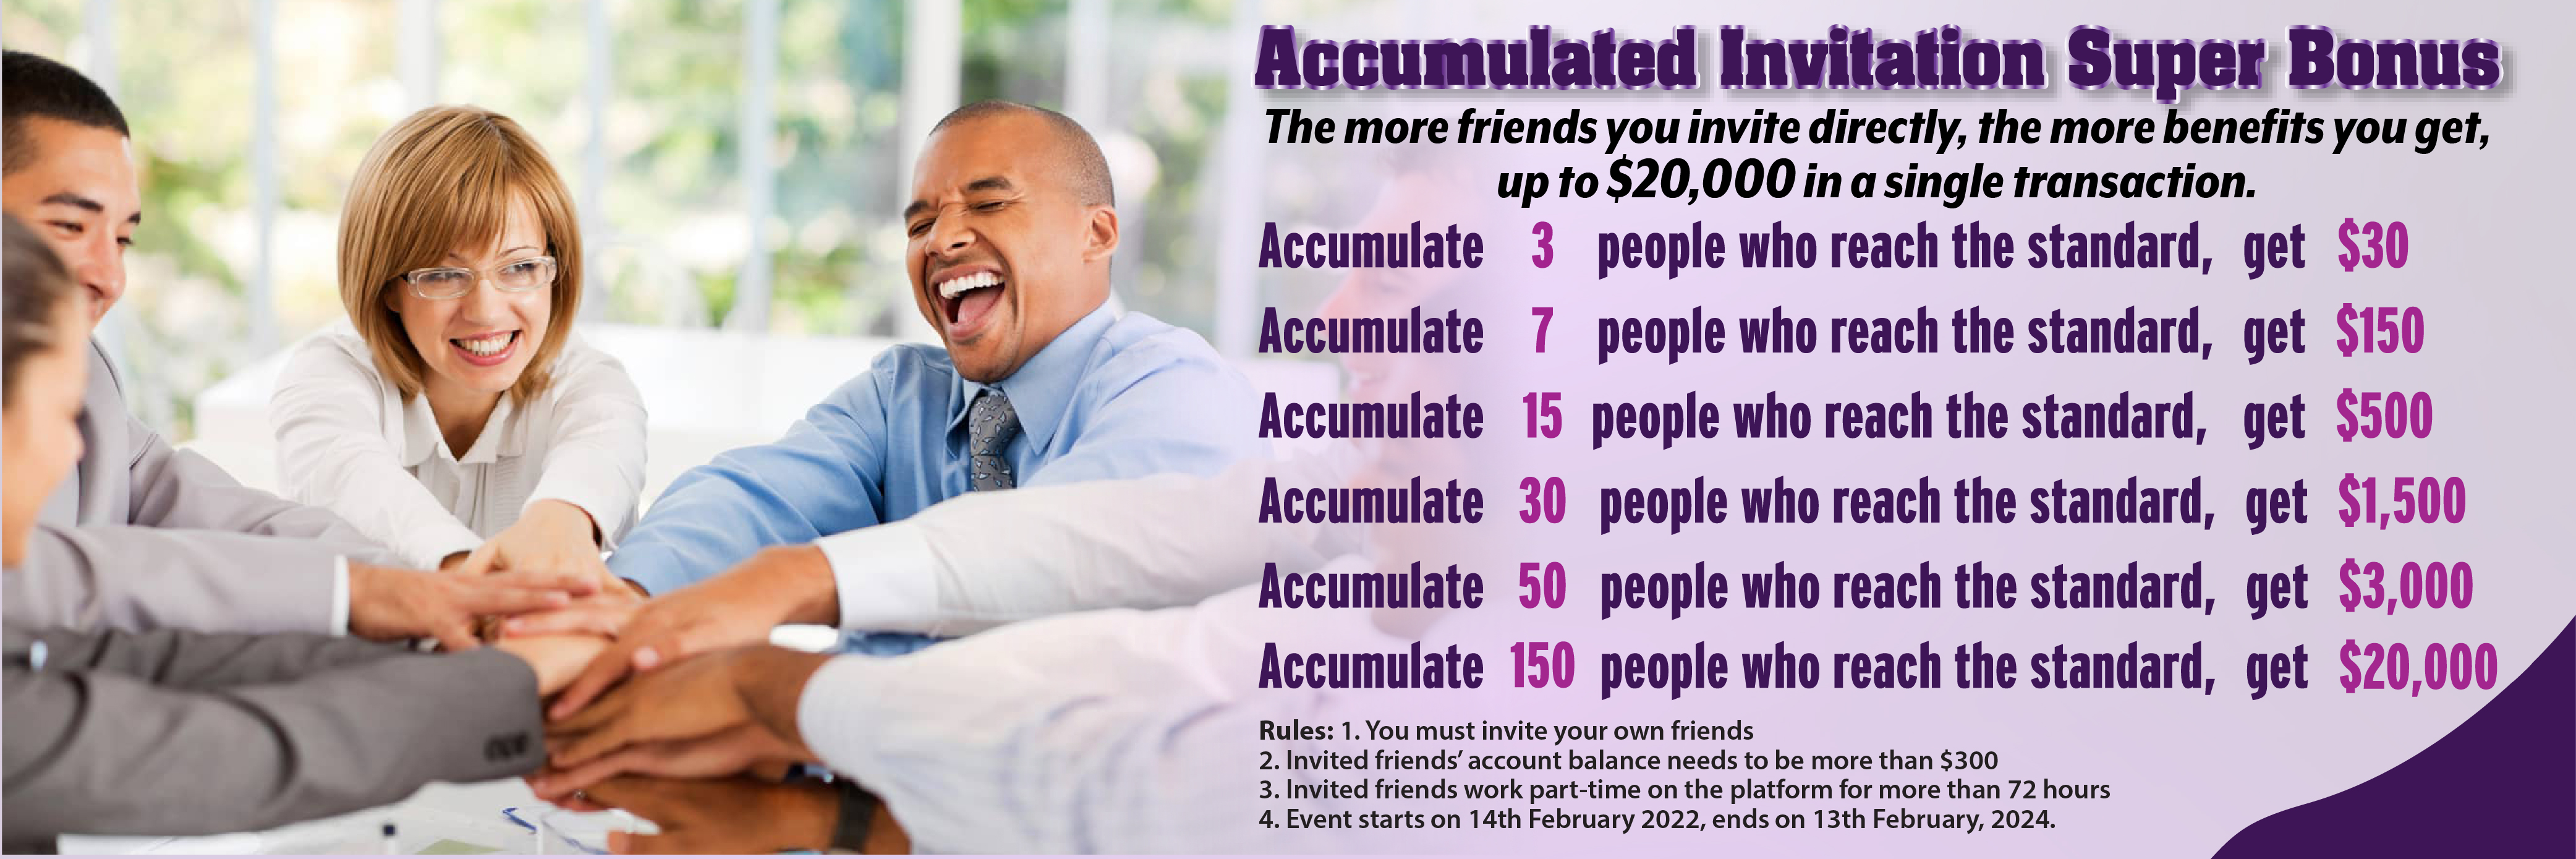 Accumulated Invitation Super Bonus
The more friends you invite directly, the more benefits you get,
up to $20,000 in a single transaction.
Accumulate 3 people who reach the standard, get $30
Accumulate 7 people who reach the standard, get $150
Accumulate 15 people who reach the standard, get $500
Accumulate 30 people who reach the standard, get $1,500
Accumulate 50 people who reach the standard, get $3,000
Accumulate 150 people who reach the standard, get $20,000
Rules: 1. You must invite your own friends
2. Invited friends’ account balance needs to be more than $300
3. Invited friends work part-time on the platform for more than 72 hours
4. Event starts on 14th February 2022, ends on 13th February, 2024.